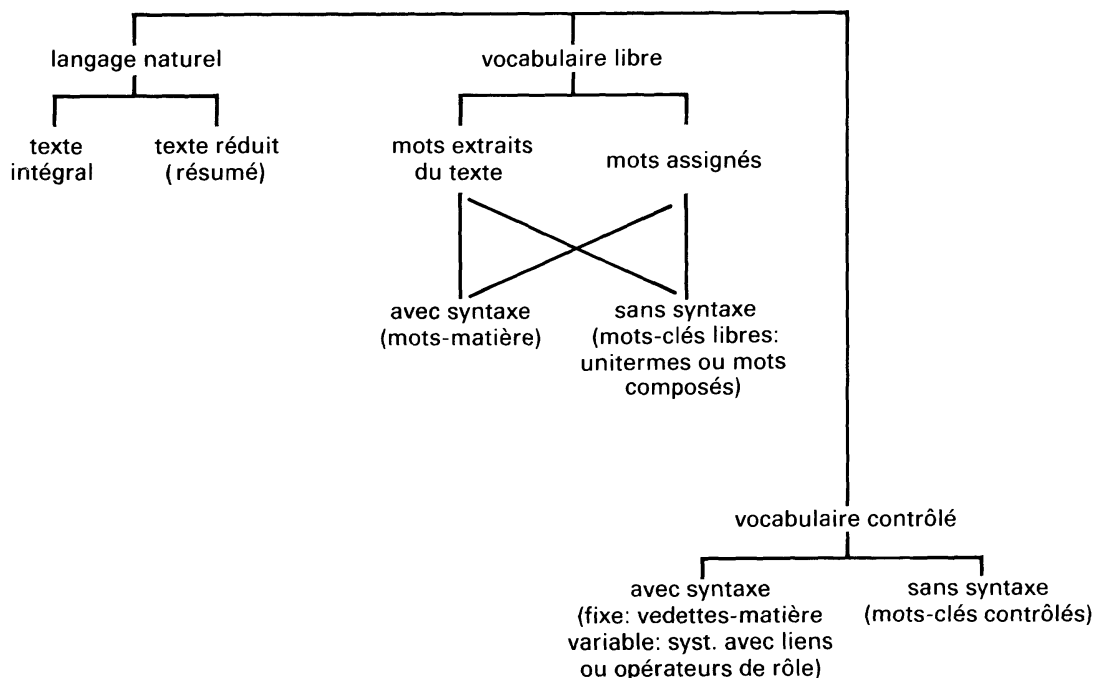 langage naturel
vocabulaire libre
texte
intégral
texte réduit
(résumé)
mots extraits
du texte
mots assignés
avec syntaxe
(mots-matière)
sans syntaxe
(mots-clés libres:
unitermes ou mots
composés)
vocabulaire contrôlé
avec syntaxe
(fixe: vedettes-matière
variable: syst. avec liens
ou opérateurs de rôle)
sans syntaxe
(mots-clés contrôlés)